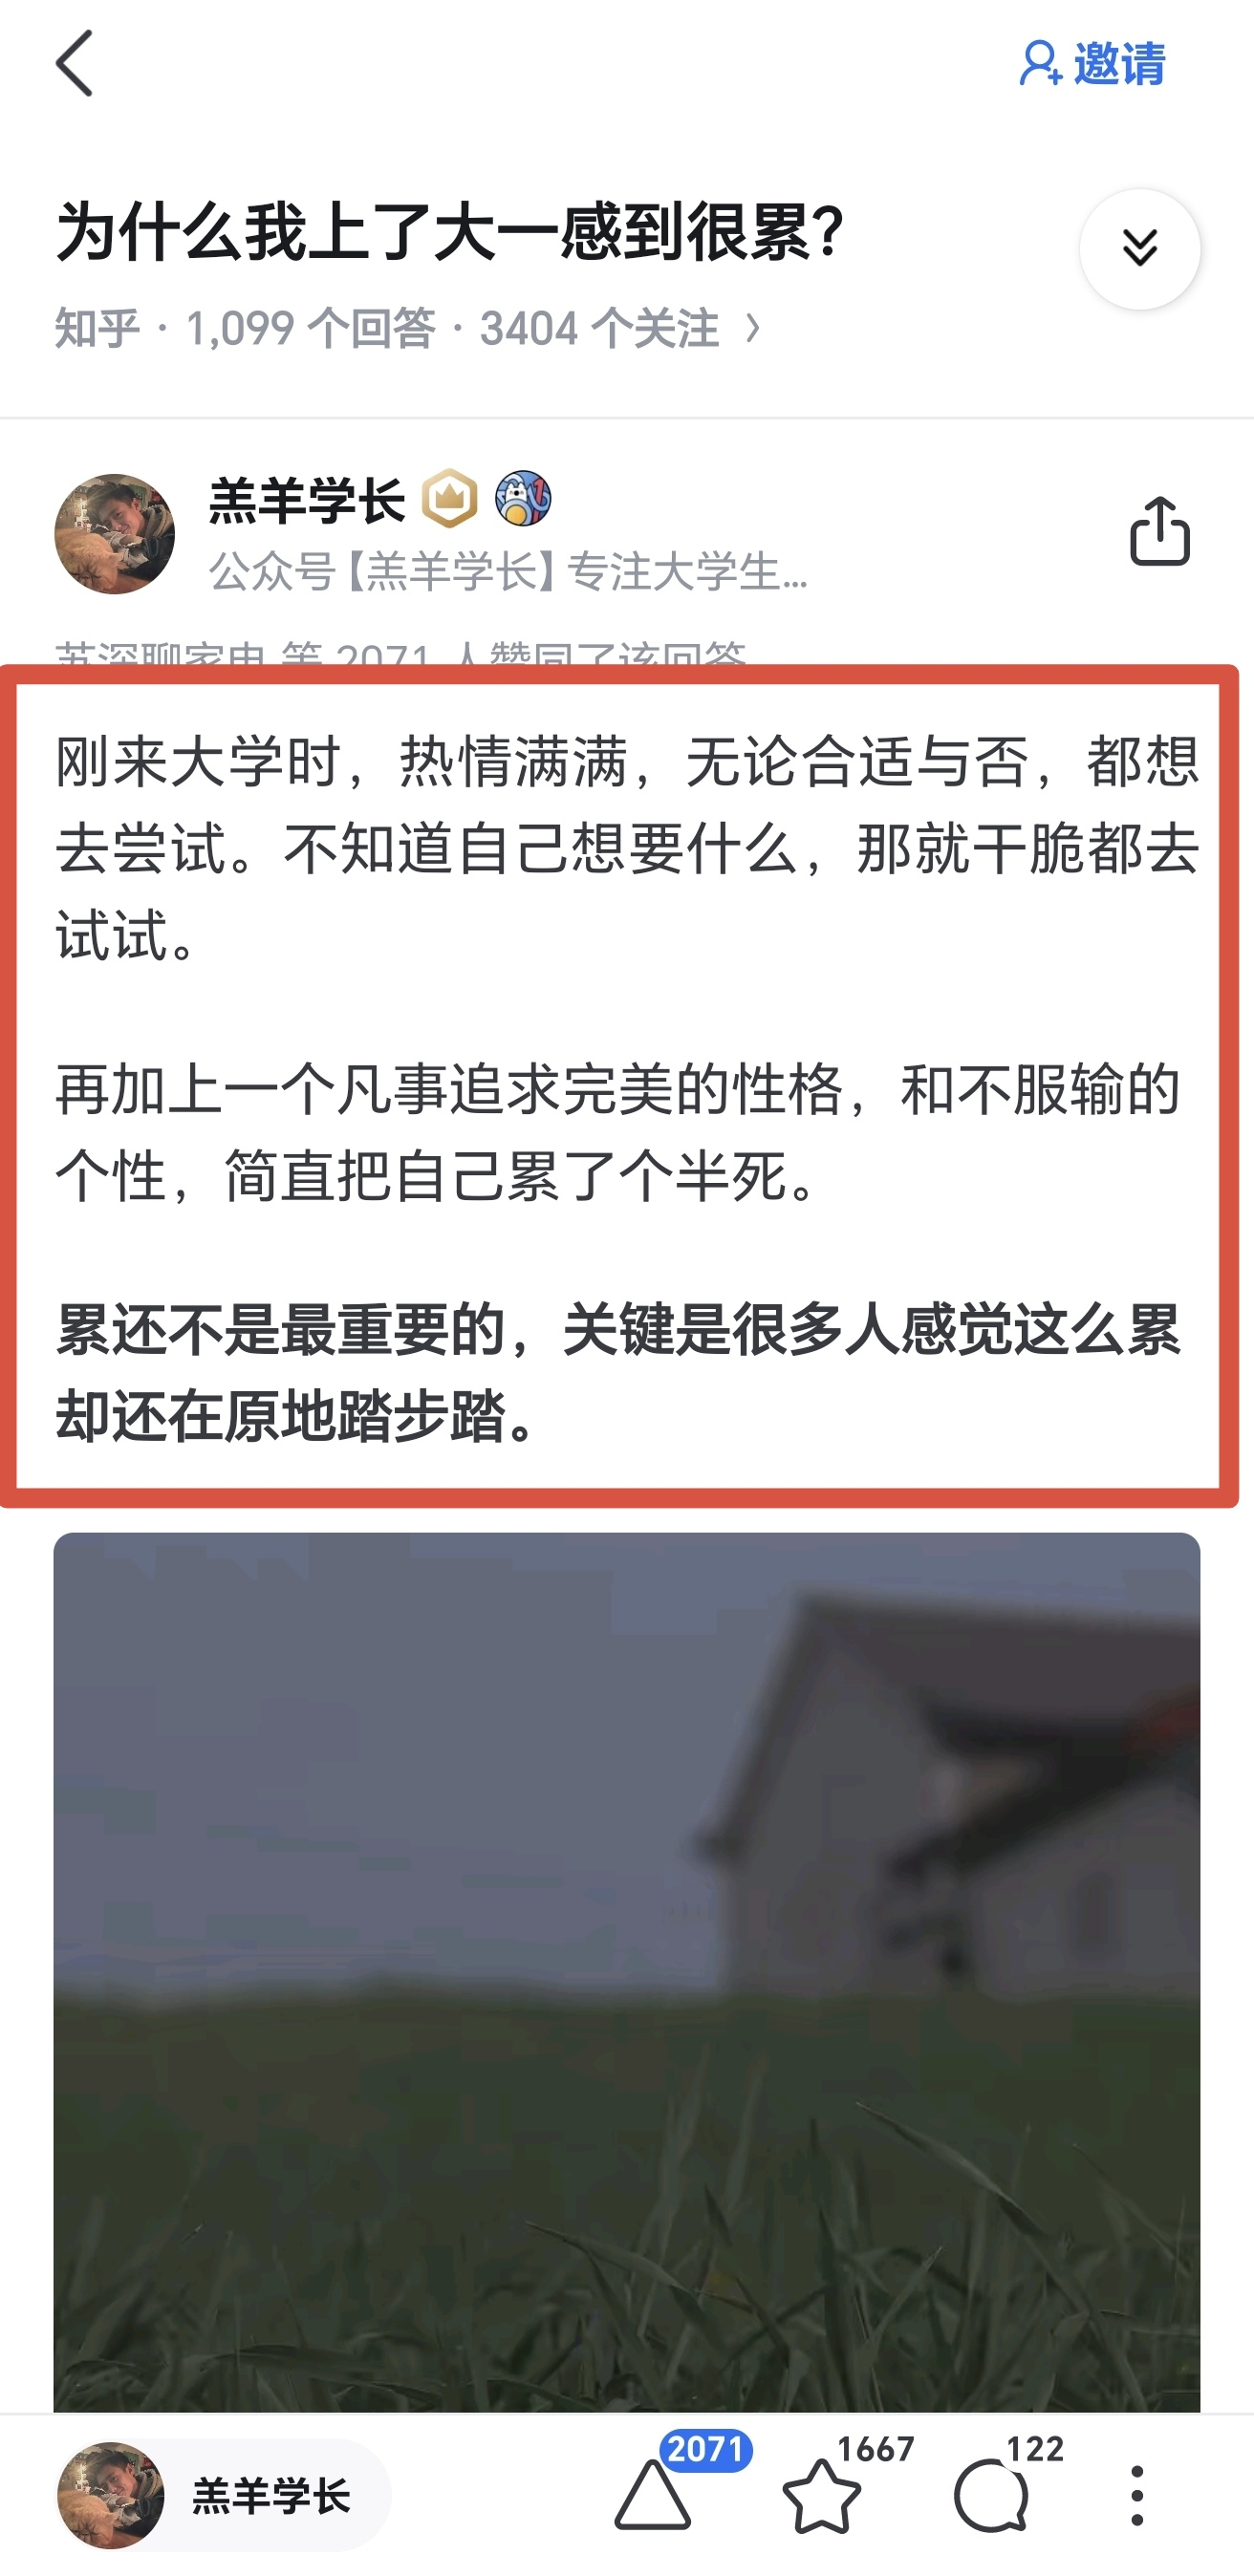 邀请
为什么我上了大一感到很累?
知乎 · 1,099 个回答 · 3404 个关注 >
羔羊学长
公众号【羔羊学长】专注大学生...
苏深聊家电 等 2071 人赞同了该回答
刚来大学时，热情满满，无论合适与否，都想
去尝试。不知道自己想要什么，那就干脆都去
试试。
再加上一个凡事追求完美的性格，和不服输的
个性，简直把自己累了个半死。
累还不是最重要的，关键是很多人感觉这么累
却还在原地踏步踏。
羔羊学长
2071
1667
122